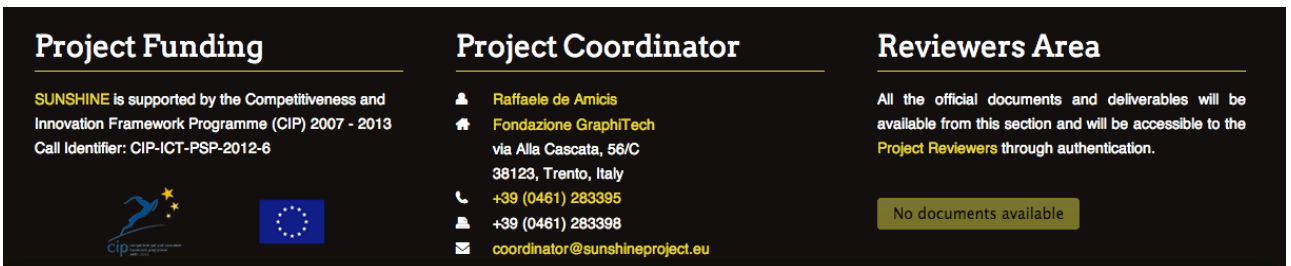 Project Funding
SUNSHINE is supported by the Competitiveness and
Innovation Framework Programme (CIP) 2007 - 2013
Call Identifier: CIP-ICT-PSP-2012-6
cip
Project Coordinator
Raffaele de Amicis
Fondazione GraphiTech
via Alla Cascata, 56/C
38123, Trento, Italy
+39 (0461) 283395
+39 (0461) 283398
coordinator@sunshineproject.eu
Reviewers Area
All the official documents and deliverables will be
available from this section and will be accessible to the
Project Reviewers through authentication.
No documents available